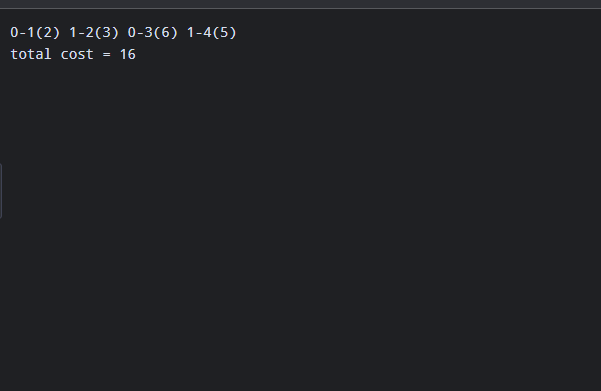 0-1(2) 1-2(3) 0-3(6) 1-4(5)
total cost = 16